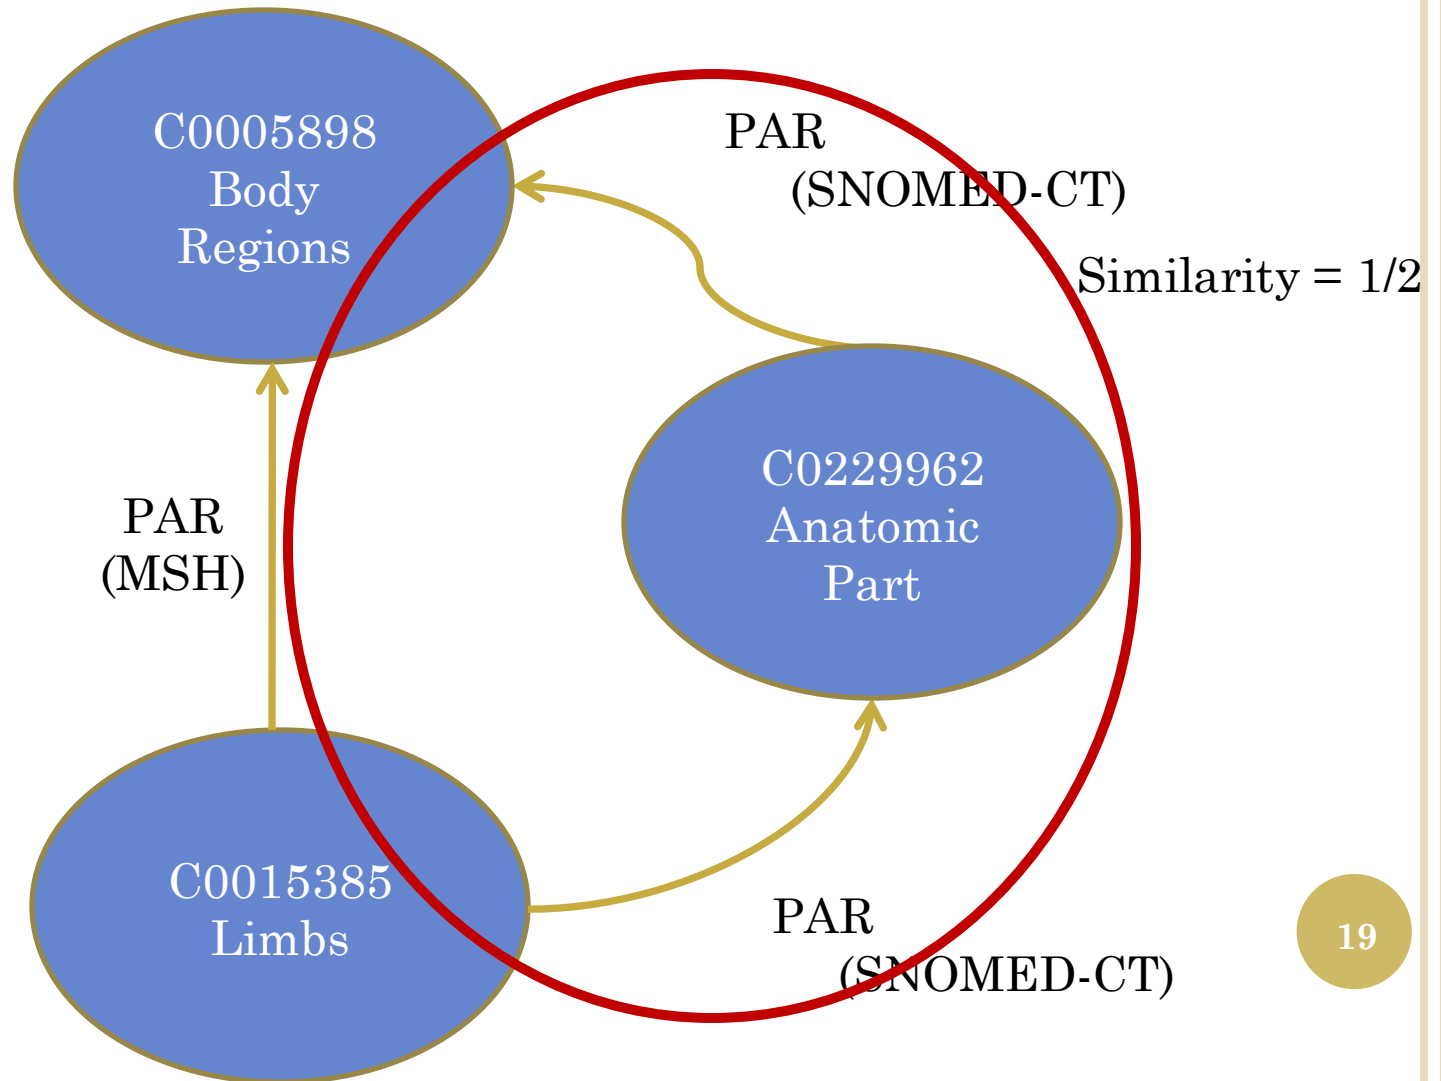 C0005898
Body
Regions
PAR
(SNOMED-CT)
Similarity = 1/2
C0229962
Anatomic
Part
PAR
(MSH)
C0015385
Limbs
PAR
(SNOMED-CT)
19